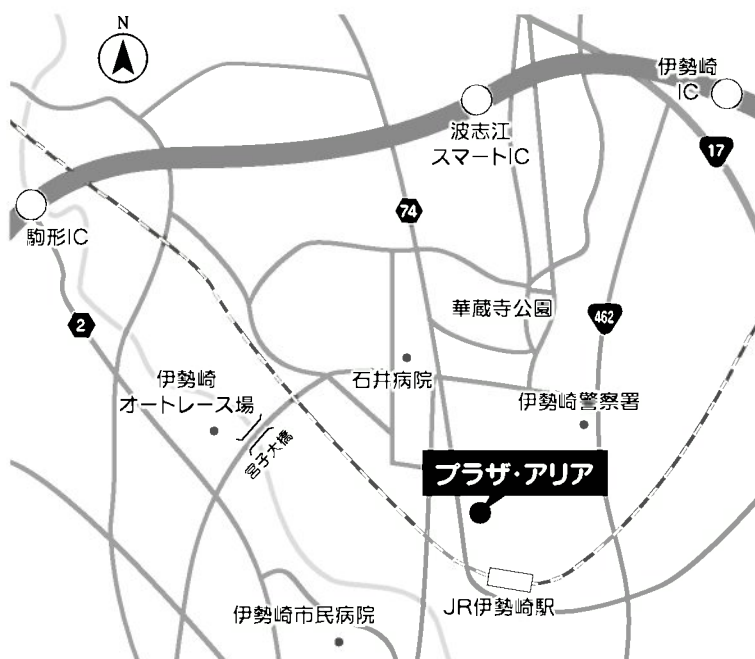 N
伊勢崎
IC
波志江
スマートIC
17
駒形IC
74
華蔵寺公園
462
2
伊勢崎
オートレース場
石井病院
伊勢崎警察署
宮子大橋
プラザ・アリア
JR伊勢崎駅
伊勢崎市民病院